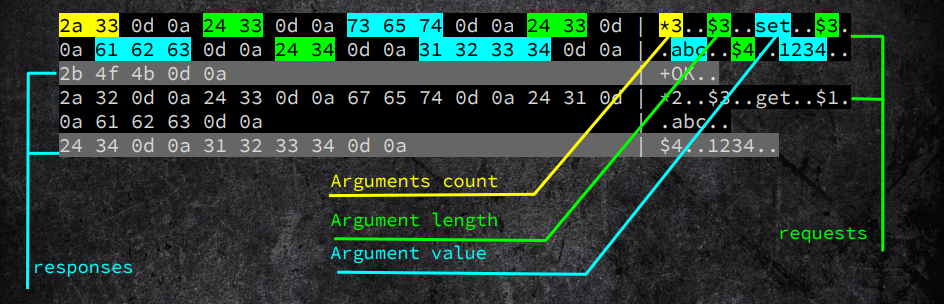 2a 33 0d 0a 24 33 0d 0a 73 65 74 0d 0a 24 33 0d | *3..$3..set..$3.
0a 61 62 63 0d 0a 24 34 0d 0a 31 32 33 34 0d 0a | .abc..$4..1234..
2b 4f 4b 0d 0a | +OK..
2a 32 0d 0a 24 33 0d 0a 67 65 74 0d 0a 24 31 0d | *2..$3..get..$1.
0a 61 62 63 0d 0a | .abc..
24 34 0d 0a 31 32 33 34 0d 0a | $4..1234..
Arguments count
Argument length
requests
Argument value
responses